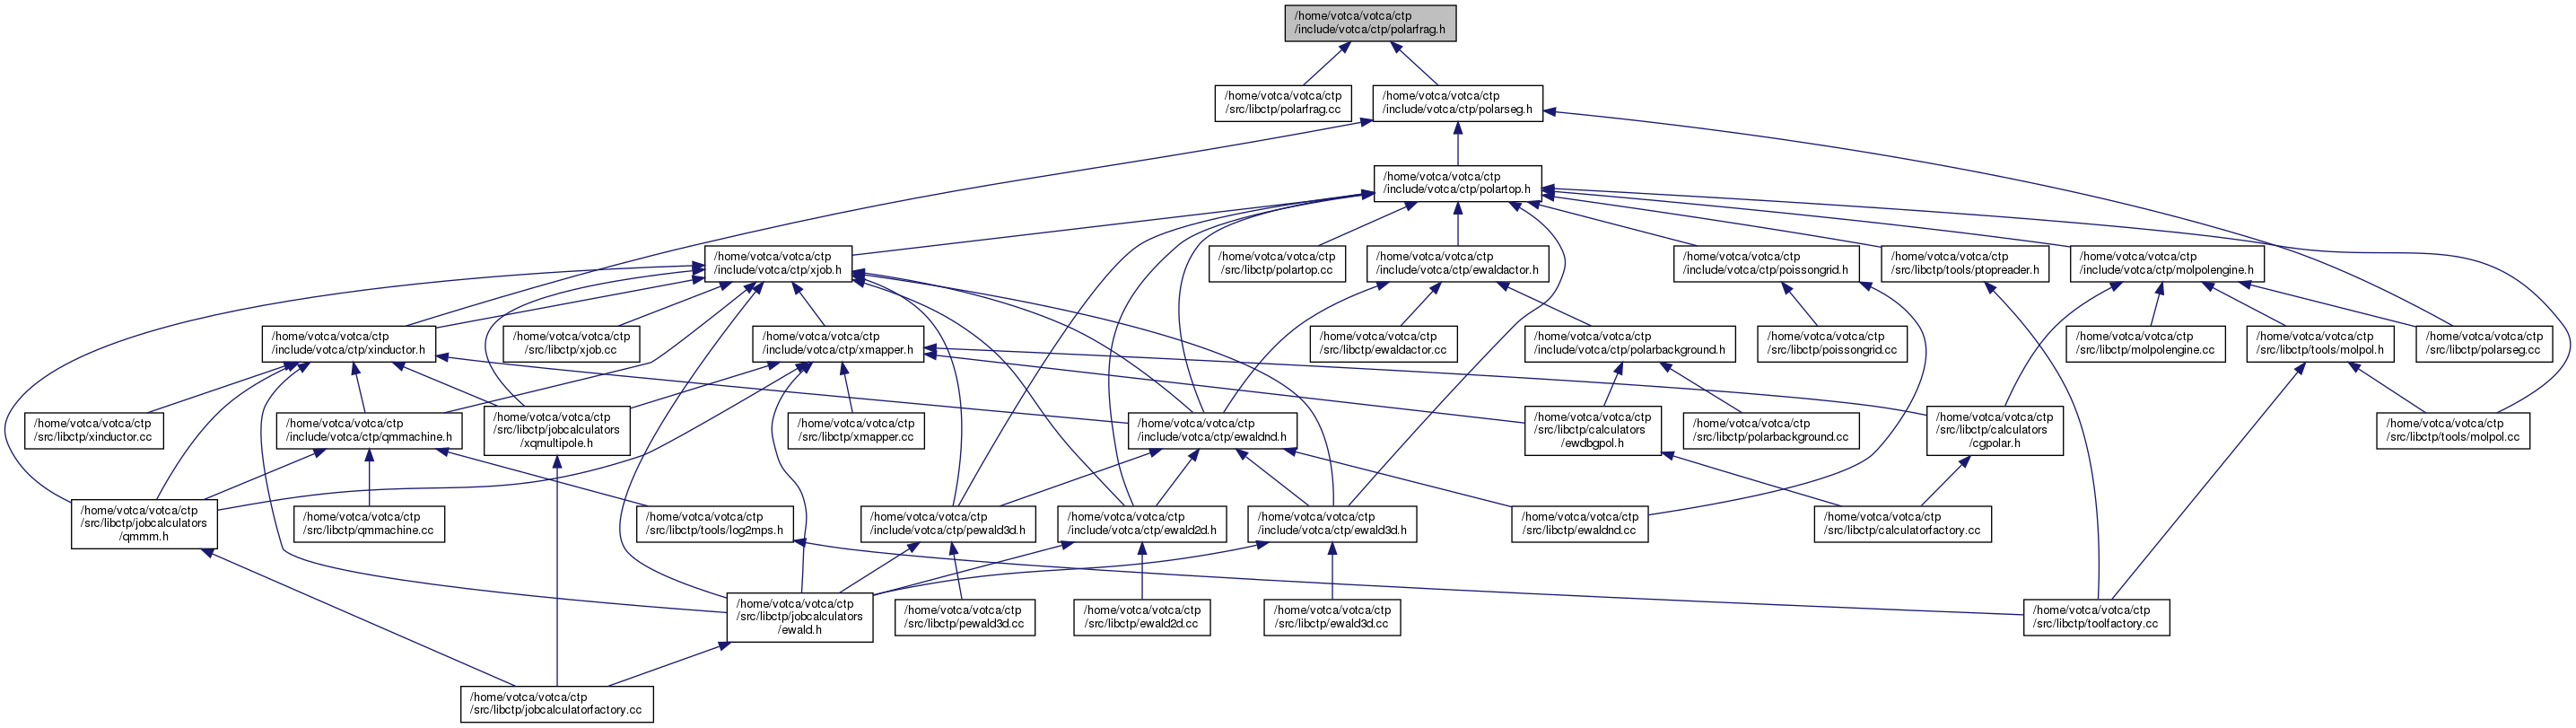 /home/votca/votca/ctp
/include/votca/ctp/polarfrag.h
/home/votca/votca/ctp
/src/libctp/polarfrag.cc
/home/votca/votca/ctp
/include/votca/ctp/polarseg.h
/home/votca/votca/ctp
/include/votca/ctp/polartop.h
/home/votca/votca/ctp
/include/votca/ctp/xjob.h
/home/votca/votca/ctp
/src/libctp/polartop.cc
/home/votca/votca/ctp
/include/votca/ctp/ewaldactor.h
/home/votca/votca/ctp
/include/votca/ctp/poissongrid.h
/home/votca/votca/ctp
/src/libctp/tools/ptopreader.h
/home/votca/votca/ctp
/include/votca/ctp/molpolengine.h
/home/votca/votca/ctp
/include/votca/ctp/xinductor.h
/home/votca/votca/ctp
/src/libctp/xjob.cc
/home/votca/votca/ctp
/include/votca/ctp/xmapper.h
/home/votca/votca/ctp
/src/libctp/ewaldactor.cc
/home/votca/votca/ctp
/include/votca/ctp/polarbackground.h
/home/votca/votca/ctp
/src/libctp/poissongrid.cc
/home/votca/votca/ctp
/src/libctp/molpolengine.cc
/home/votca/votca/ctp
/src/libctp/tools/molpol.h
/home/votca/votca/ctp
/src/libctp/polarseg.cc
/home/votca/votca/ctp
/src/libctp/xinductor.cc
/home/votca/votca/ctp
/include/votca/ctp/qmmachine.h
/home/votca/votca/ctp
/src/libctp/jobcalculators
/xqmultipole.h
/home/votca/votca/ctp
/src/libctp/xmapper.cc
/home/votca/votca/ctp
/include/votca/ctp/ewaldnd.h
/home/votca/votca/ctp
/src/libctp/calculators
/ewdbgpol.h
/home/votca/votca/ctp
/src/libctp/polarbackground.cc
/home/votca/votca/ctp
/src/libctp/calculators
/cgpolar.h
/home/votca/votca/ctp
/src/libctp/tools/molpol.cc
/home/votca/votca/ctp
/src/libctp/jobcalculators
/qmmm.h
/home/votca/votca/ctp
/src/libctp/qmmachine.cc
/home/votca/votca/ctp
/src/libctp/tools/log2mps.h
/home/votca/votca/ctp
/include/votca/ctp/pewald3d.h
/home/votca/votca/ctp
/include/votca/ctp/ewald2d.h
/home/votca/votca/ctp
/include/votca/ctp/ewald3d.h
/home/votca/votca/ctp
/src/libctp/ewaldnd.cc
/home/votca/votca/ctp
/src/libctp/calculatorfactory.cc
/home/votca/votca/ctp
/src/libctp/jobcalculators
/ewald.h
/home/votca/votca/ctp
/src/libctp/pewald3d.cc
/home/votca/votca/ctp
/src/libctp/ewald2d.cc
/home/votca/votca/ctp
/src/libctp/ewald3d.cc
/home/votca/votca/ctp
/src/libctp/toolfactory.cc
/home/votca/votca/ctp
/src/libctp/jobcalculatorfactory.cc